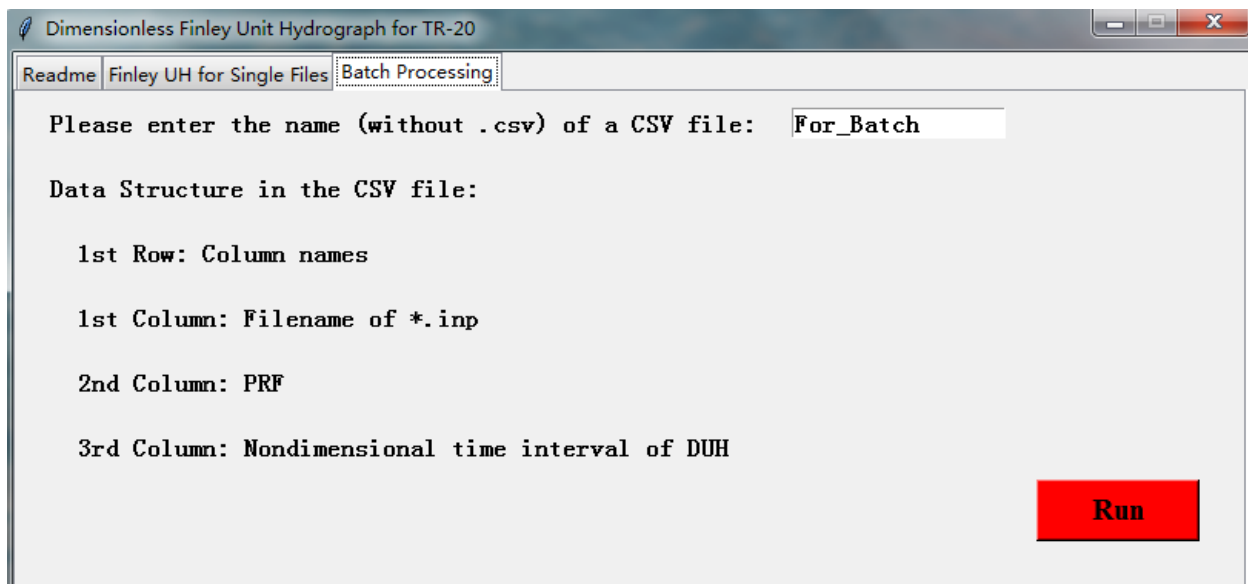 Dimensionless Finley Unit Hydrograph for TR-20
Readme Finley UH for Single Files Batch Processing
Please enter the name (without .csv) of a CSV file: For_Batch
Data Structure in the CSV file:
1st Row: Column names
1st Column: Filename of *.inp
2nd Column: PRF
3rd Column: Nondimensional time interval of DUH
Run